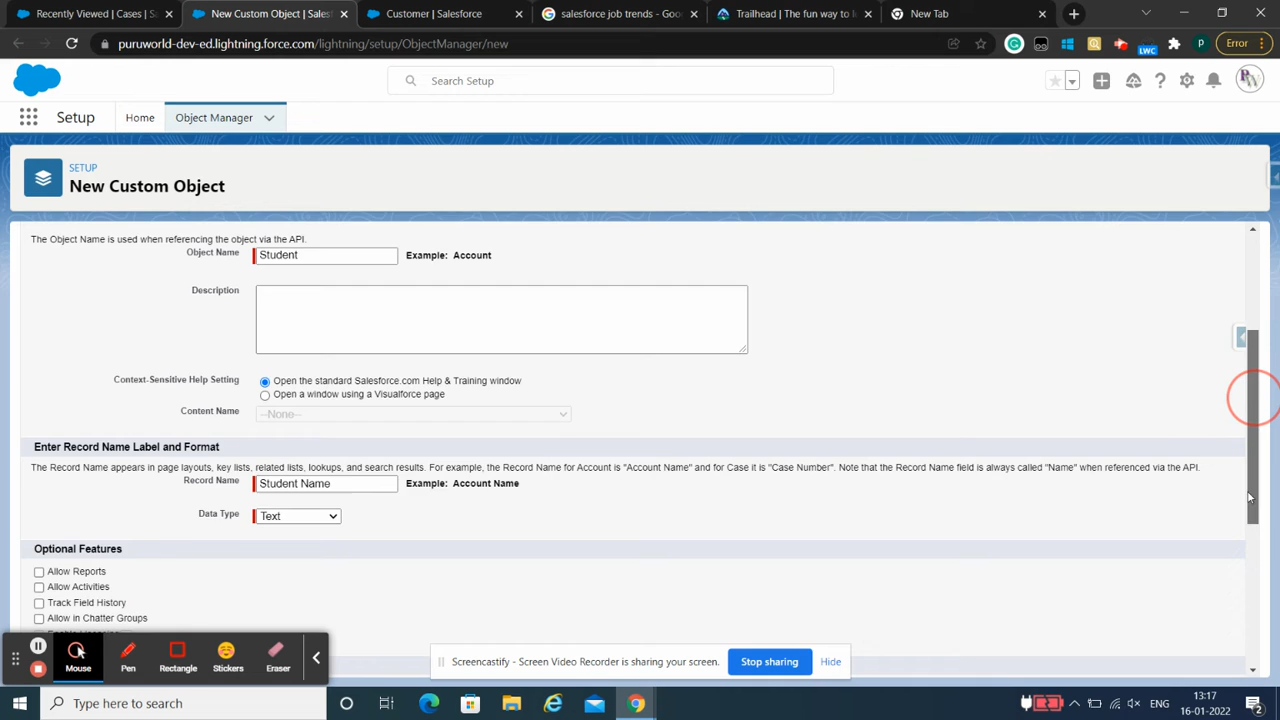 Recently Viewed | Cases | S
New Custom Object | Sales
Customer | Salesforce
salesforce job trends - Goo
Trailhead | The fun way to l
New Tab
puruworld-dev-ed.lightning.force.com/lightning/setup/ObjectManager/new
LWC
p
Error
Search Setup
Setup
Home
Object Manager
SETUP
New Custom Object
The Object Name is used when referencing the object via the API.
Object Name
Student
Example: Account
Description
Context-Sensitive Help Setting
Open the standard Salesforce.com Help & Training window
Open a window using a Visualforce page
Content Name
--None--
Enter Record Name Label and Format
The Record Name appears in page layouts, key lists, related lists, lookups, and search results. For example, the Record Name for Account is "Account Name" and for Case it is "Case Number". Note that the Record Name field is always called "Name" when referenced via the API.
Record Name
Student Name
Example: Account Name
Data Type
Text
Optional Features
Allow Reports
Allow Activities
Track Field History
Allow in Chatter Groups
Mouse
Pen
Rectangle
Stickers
Eraser
Screencastify - Screen Video Recorder is sharing your screen.
Stop sharing
Hide
Type here to search
ENG
13:17
16-01-2022
2